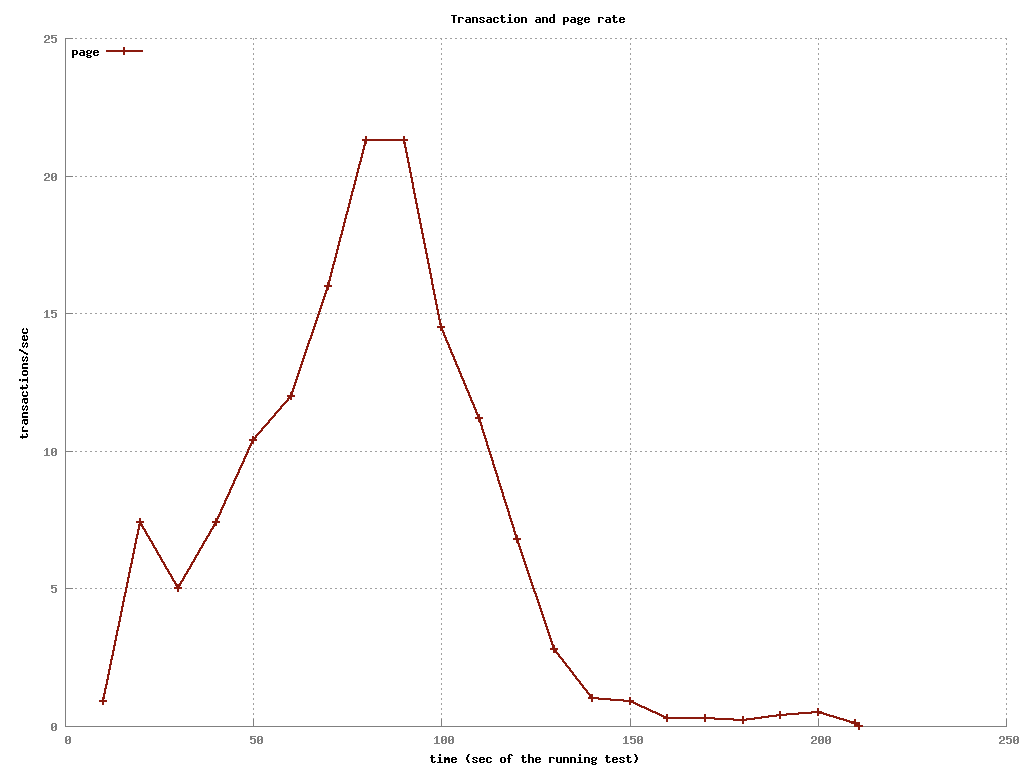 Transaction and page rate
page
25
20
15
10
5
0
transactions/sec
0 50 100 150 200 250
time (sec of the running test)